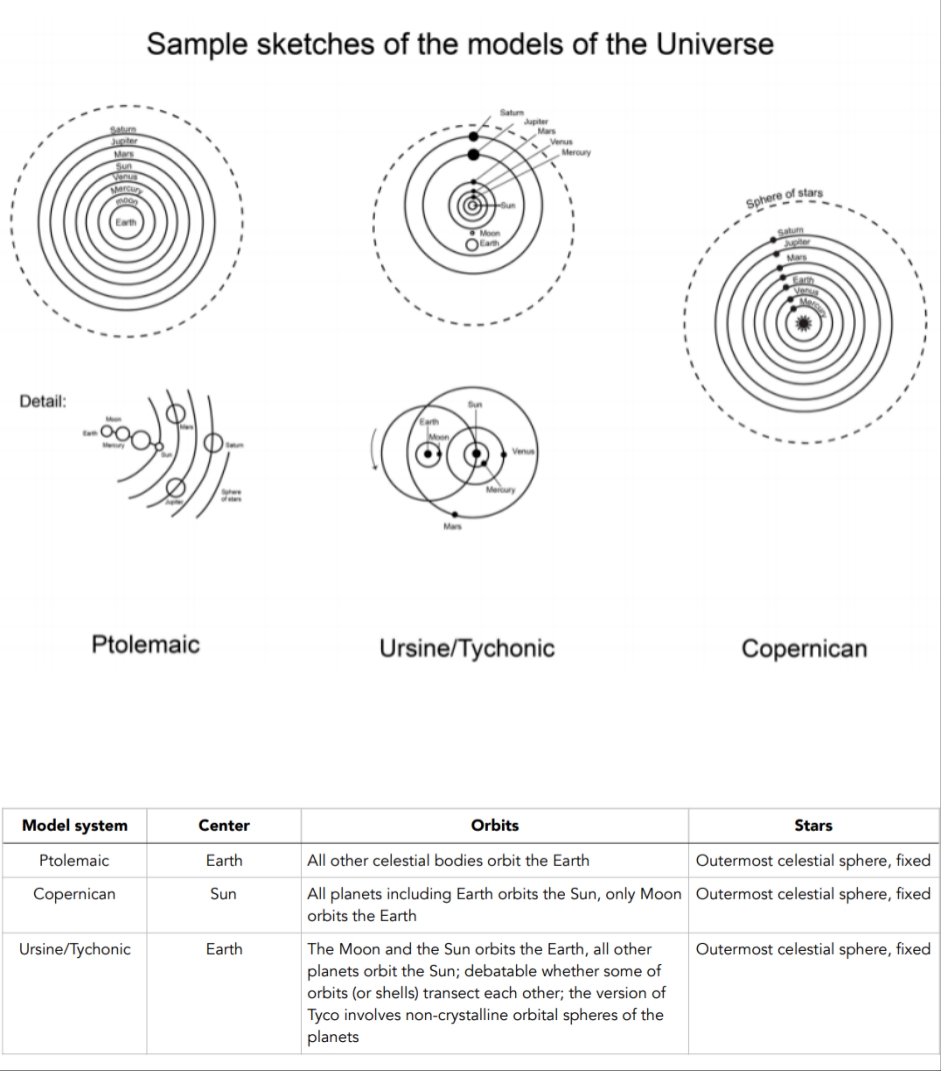 Sample sketches of the models of the Universe
Saturn
Jupiter
Mars
Sun
Venus
Mercury
moon
Earth
Saturn
Jupiter
Mars
Venus
Mercury
Sun
Moon
Earth
Sphere of stars
Saturn
Jupiter
Mars
Earth
Venus
Mercury
Detail:
Moon
Earth
Mercury
Sun
Mars
Saturn
Jupiter
Sphere
of stars
Sun
Earth
Moon
Venus
Mercury
Mars
Ptolemaic
Ursine/Tychonic
Copernican
Model system Center Orbits Stars
Ptolemaic Earth All other celestial bodies orbit the Earth Outermost celestial sphere, fixed
Copernican Sun All planets including Earth orbits the Sun, only Moon Outermost celestial sphere, fixed
orbits the Earth
Ursine/Tychonic Earth The Moon and the Sun orbits the Earth, all other Outermost celestial sphere, fixed
planets orbit the Sun; debatable whether some of
orbits (or shells) transect each other; the version of
Tyco involves non-crystalline orbital spheres of the
planets